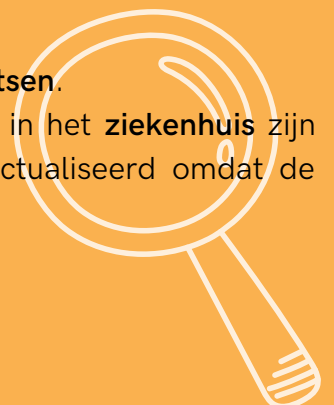 tsen.
in het ziekenhuis zijn
ctualiseerd omdat de